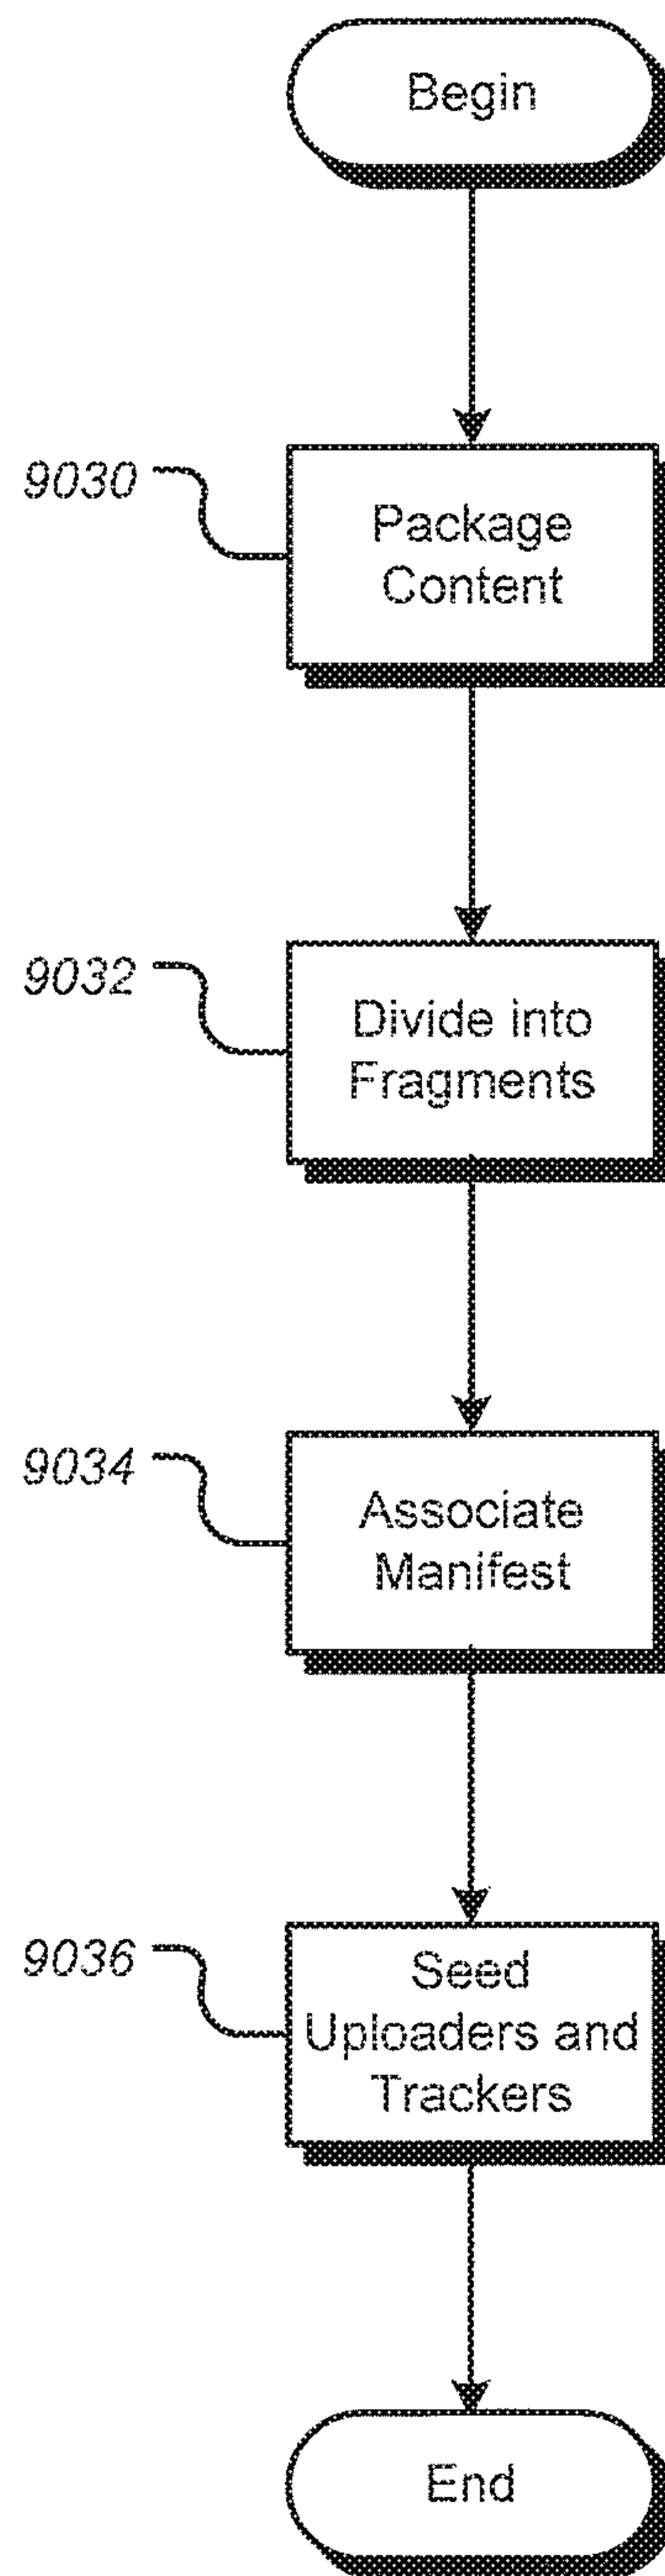 Begin
9030
Package
Content
9032
Divide into
Fragments
9034
Associate
Manifest
9036
Seed
Uploaders and
Trackers
End